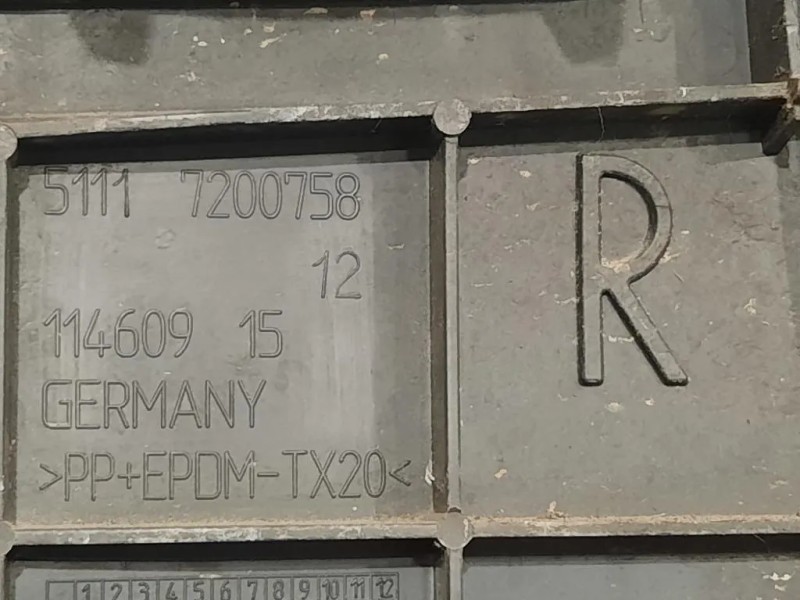 5111 7200758
12
114609 15
GERMANY
>PP+EPDM-TX20<
R
1 2 3 4 5 6 7 8 9 10 11 12